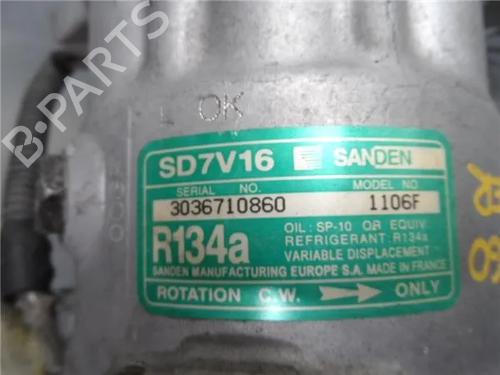 B-PARTS
L OK
SD7V16 SANDEN
SERIAL NO. MODEL NO.
3036710860 1106F
R134a
OIL: SP-10 OR EQUIV.
REFRIGERANT: R134a
VARIABLE DISPLACEMENT
SANDEN MANUFACTURING EUROPE S.A. MADE IN FRANCE
ROTATION C.W. ONLY